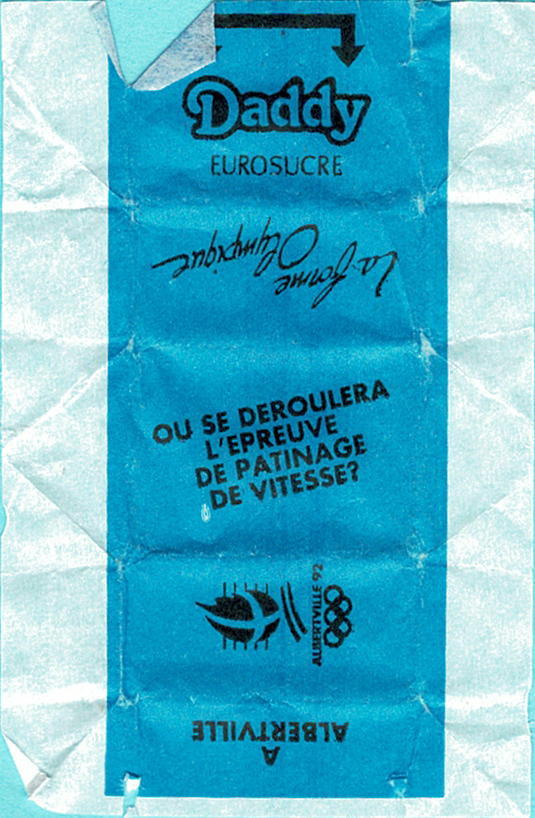 Daddy
EUROSUCRE
La forme
Olympique
OU SE DEROULERA
L'EPREUVE
DE PATINAGE
DE VITESSE?
ALBERTVILLE 92
A
ALBERTVILLE